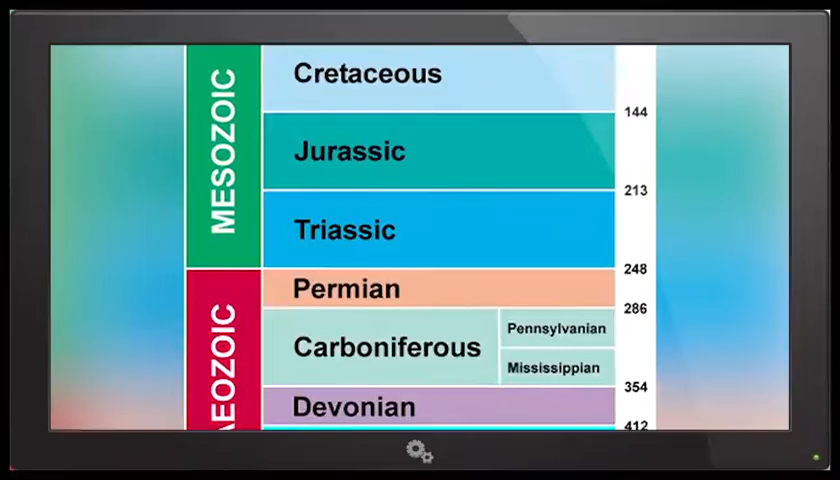 MESOZOIC
Cretaceous
144
Jurassic
213
Triassic
248
Permian
286
Carboniferous
Pennsylvanian
Mississippian
354
AEOZOIC
Devonian
412